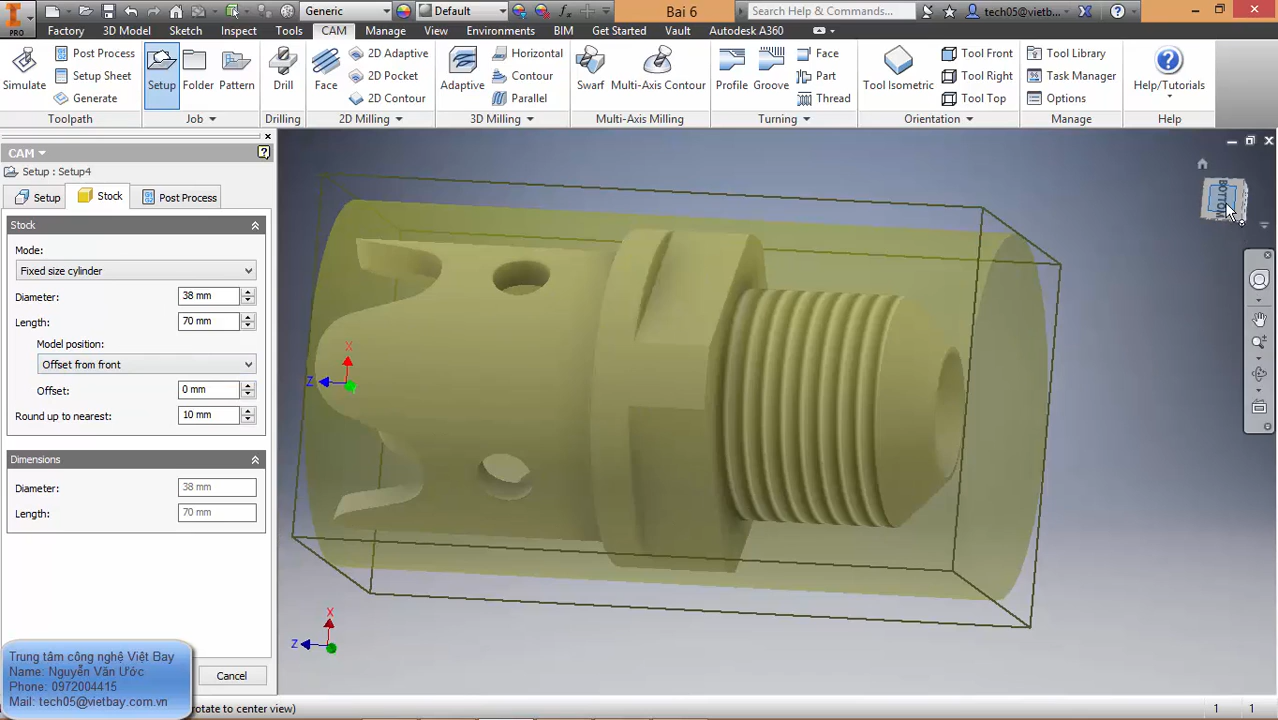 PRO
Generic
Default
Bai 6
Search Help & Commands...
tech05@vietb...
Factory
3D Model
Sketch
Inspect
Tools
CAM
Manage
View
Environments
BIM
Get Started
Vault
Autodesk A360
Simulate
Post Process
Setup Sheet
Generate
Toolpath
Setup
Folder
Pattern
Job
Drill
Drilling
Face
2D Adaptive
2D Pocket
2D Contour
2D Milling
Adaptive
Horizontal
Contour
Parallel
3D Milling
Swarf
Multi-Axis Contour
Multi-Axis Milling
Profile
Groove
Face
Part
Thread
Turning
Tool Isometric
Tool Front
Tool Right
Tool Top
Orientation
Tool Library
Task Manager
Options
Manage
Help/Tutorials
Help
CAM
Setup : Setup4
Setup
Stock
Post Process
Stock
Mode:
Fixed size cylinder
Diameter: 38 mm
Length: 70 mm
Model position:
Offset from front
Offset: 0 mm
Round up to nearest: 10 mm
Dimensions
Diameter: 38 mm
Length: 70 mm
Cancel
Trung tâm công nghệ Việt Bay
Name: Nguyễn Văn Ước
Phone: 0972004415
Mail: tech05@vietbay.com.vn
rotate to center view)
1 1
X
Z
X
Z
BOTTOM